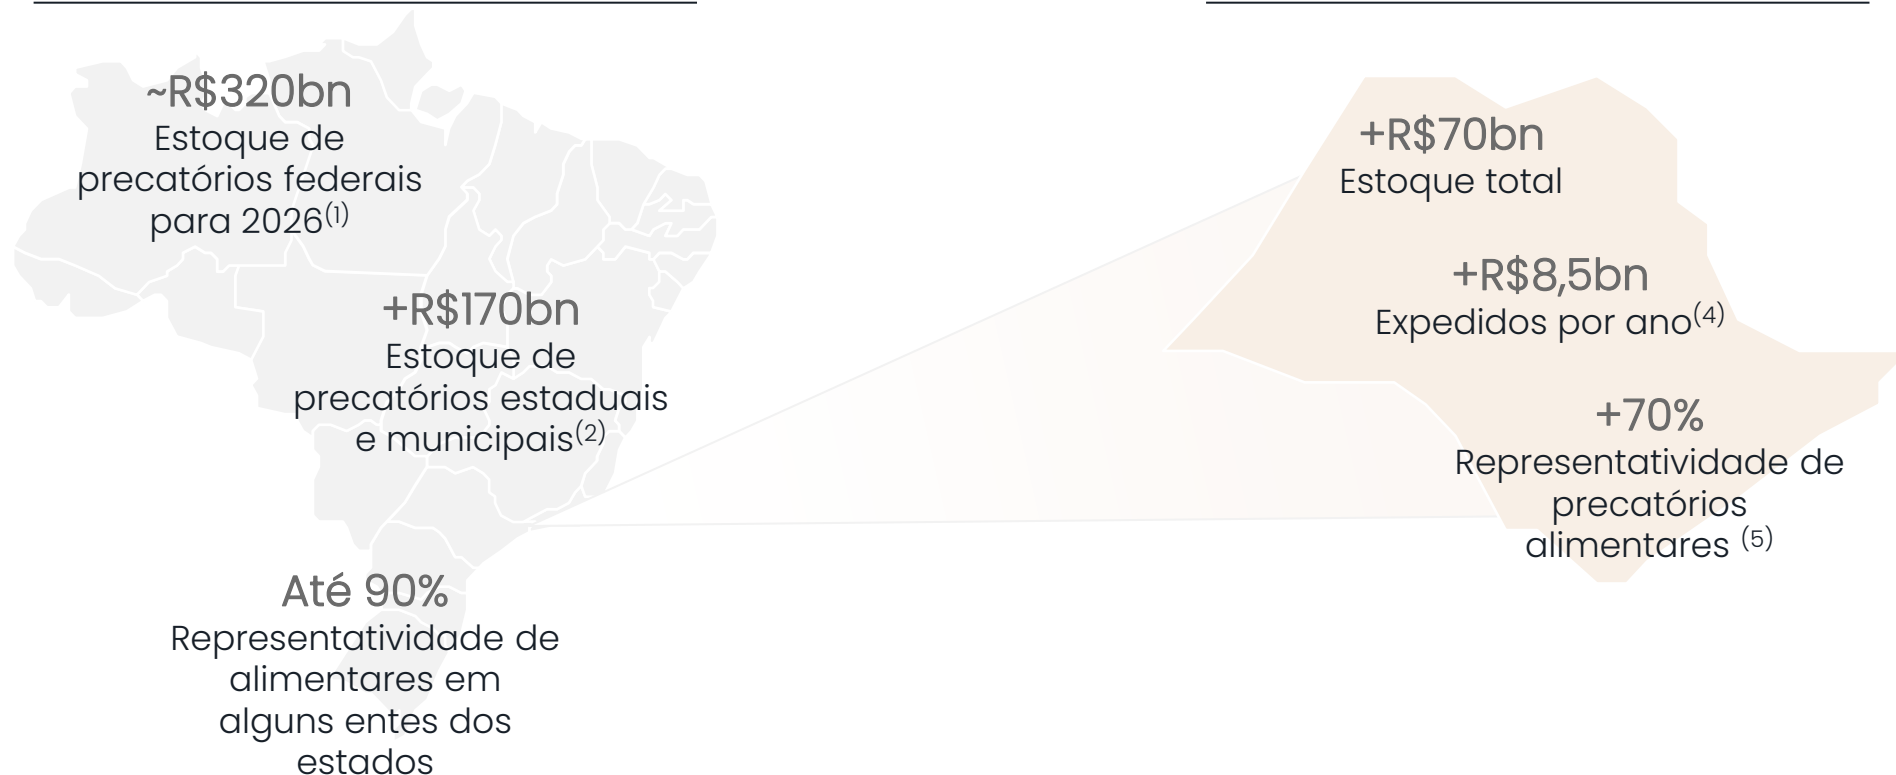 ~R$320bn
Estoque de
precatórios federais
para 2026(1)
+R$170bn
Estoque de
precatórios estaduais
e municipais(2)
Até 90%
Representatividade de
alimentares em
alguns entes dos
estados
+R$70bn
Estoque total
+R$8,5bn
Expedidos por ano(4)
+70%
Representatividade de
precatórios
alimentares (5)